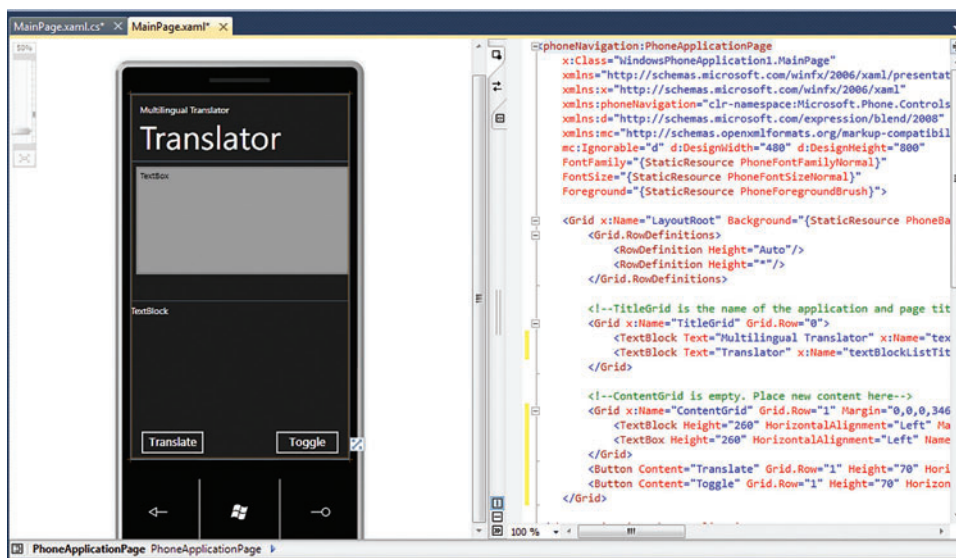 MainPage.xaml.cs* MainPage.xaml*
50%
Multilingual Translator
Translator
TextBox
TextBlock
Translate Toggle
<phoneNavigation:PhoneApplicationPage
x:Class="WindowsPhoneApplication1.MainPage"
xmlns="http://schemas.microsoft.com/winfx/2006/xaml/presentat
xmlns:x="http://schemas.microsoft.com/winfx/2006/xaml"
xmlns:phoneNavigation="clr-namespace:Microsoft.Phone.Controls
xmlns:d="http://schemas.microsoft.com/expression/blend/2008"
xmlns:mc="http://schemas.openxmlformats.org/markup-compatibil
mc:Ignorable="d" d:DesignWidth="480" d:DesignHeight="800"
FontFamily="{StaticResource PhoneFontFamilyNormal}"
FontSize="{StaticResource PhoneFontSizeNormal}"
Foreground="{StaticResource PhoneForegroundBrush}">
<Grid x:Name="LayoutRoot" Background="{StaticResource PhoneBa
<Grid.RowDefinitions>
<RowDefinition Height="Auto"/>
<RowDefinition Height="*"/>
</Grid.RowDefinitions>
<!--TitleGrid is the name of the application and page tit
<Grid x:Name="TitleGrid" Grid.Row="0">
<TextBlock Text="Multilingual Translator" x:Name="tex
<TextBlock Text="Translator" x:Name="textBlockListTit
</Grid>
<!--ContentGrid is empty. Place new content here-->
<Grid x:Name="ContentGrid" Grid.Row="1" Margin="0,0,0,346
<TextBlock Height="260" HorizontalAlignment="Left" Ma
<TextBox Height="260" HorizontalAlignment="Left" Name
</Grid>
<Button Content="Translate" Grid.Row="1" Height="70" Hori
<Button Content="Toggle" Grid.Row="1" Height="70" Horizon
</Grid>
100 %
PhoneApplicationPage PhoneApplicationPage